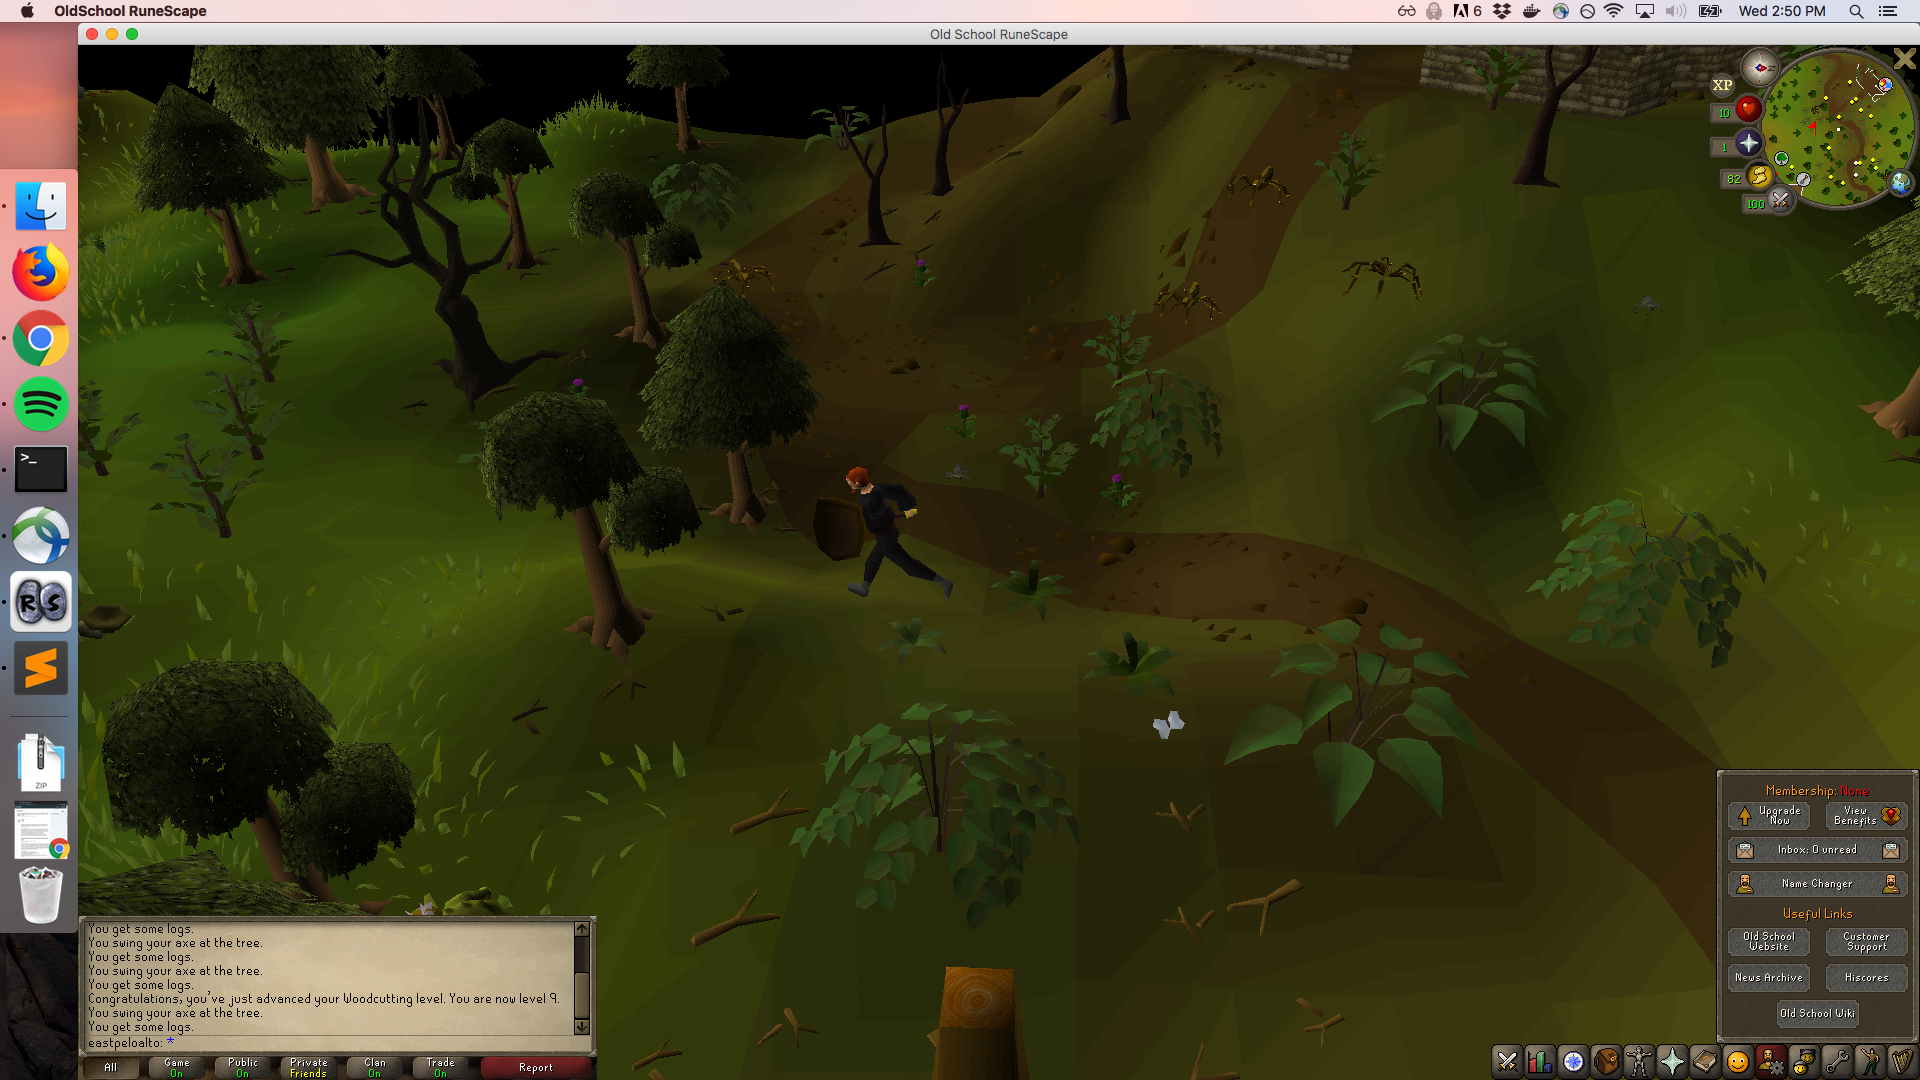 OldSchool RuneScape
6
Wed 2:50 PM
Old School RuneScape
XP
10
1
82
100
>_
RS
ZIP
Membership: None
Upgrade Now
View Benefits
Inbox: 0 unread
Name Changer
Useful Links
Old School Website
Customer Support
News Archive
Hiscores
Old School Wiki
You get some logs.
You swing your axe at the tree.
You get some logs.
You swing your axe at the tree.
You get some logs.
Congratulations, you've just advanced your Woodcutting level. You are now level 9.
You swing your axe at the tree.
You get some logs.
eastpeloalto: *
All
Game On
Public On
Private Friends
Clan On
Trade On
Report